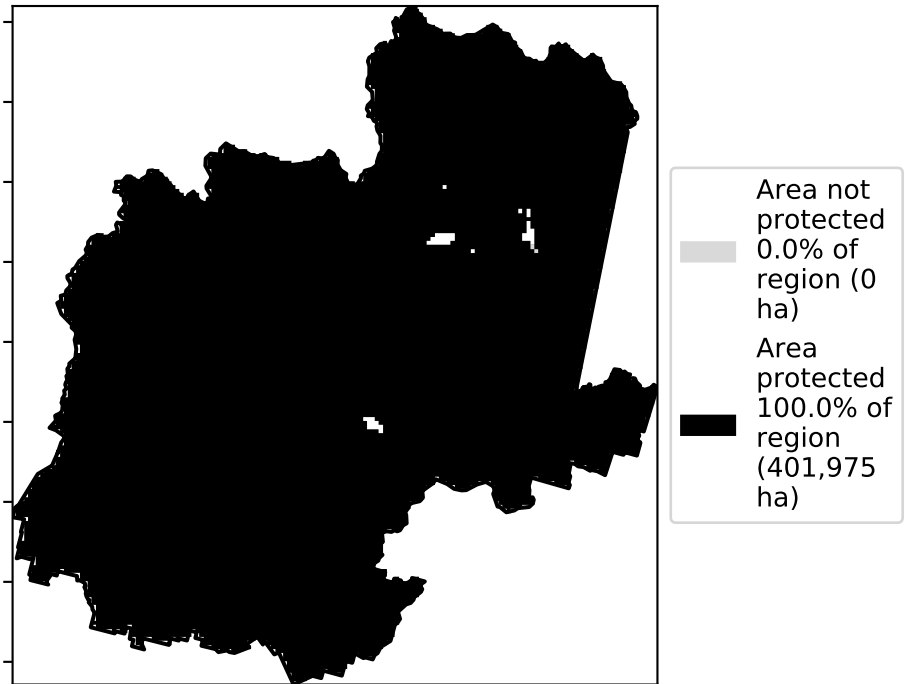 Area not
protected
0.0% of
region (0
ha)
Area
protected
100.0% of
region
(401,975
ha)